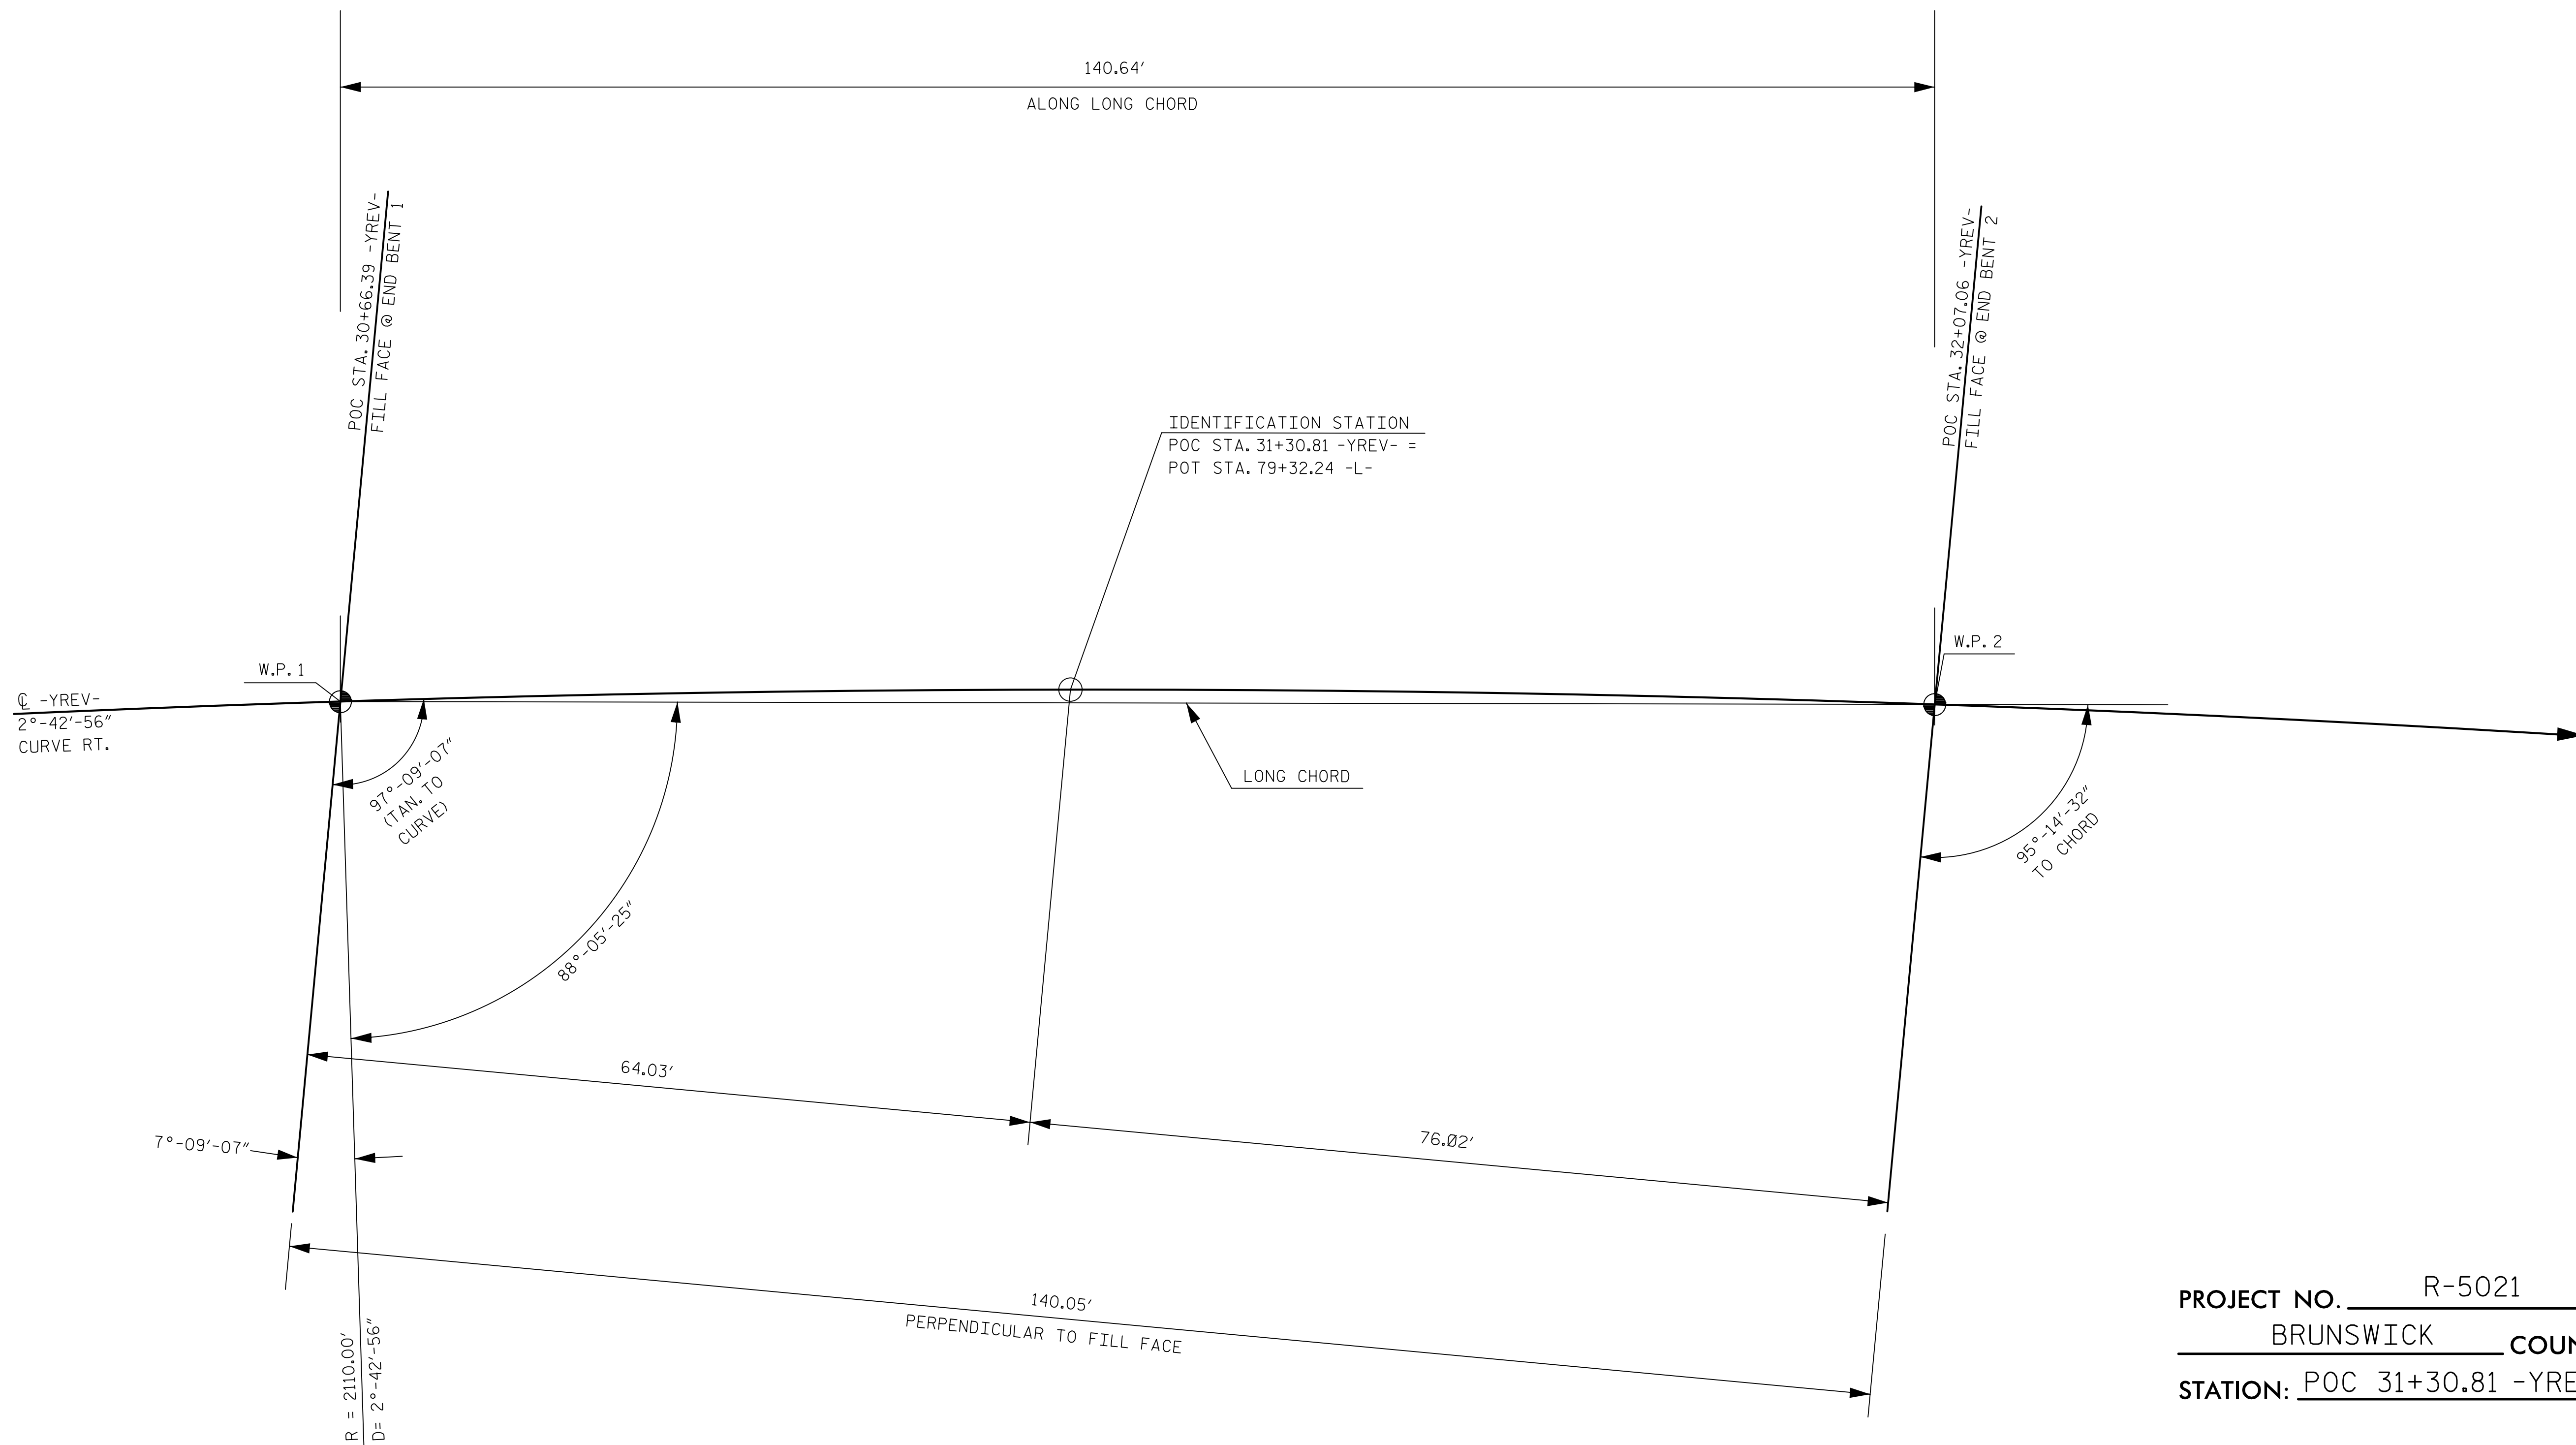 140.64'
ALONG LONG CHORD
POC STA. 30+66.39 -YREV-
FILL FACE @ END BENT 1
POC STA. 32+07.06 -YREV-
FILL FACE @ END BENT 2
IDENTIFICATION STATION
POC STA. 31+30.81 -YREV- =
POT STA. 79+32.24 -L-
W.P. 1
W.P. 2
℄ -YREV-
2°-42'-56"
CURVE RT.
97°-09'-07"
(TAN. TO
CURVE)
LONG CHORD
95°-14'-32"
TO CHORD
88°-05'-25"
64.03'
76.02'
7°-09'-07"
140.05'
PERPENDICULAR TO FILL FACE
R = 2110.00'
D= 2°-42'-56"
PROJECT NO. R-5021
BRUNSWICK COUN
STATION: POC 31+30.81 -YRE